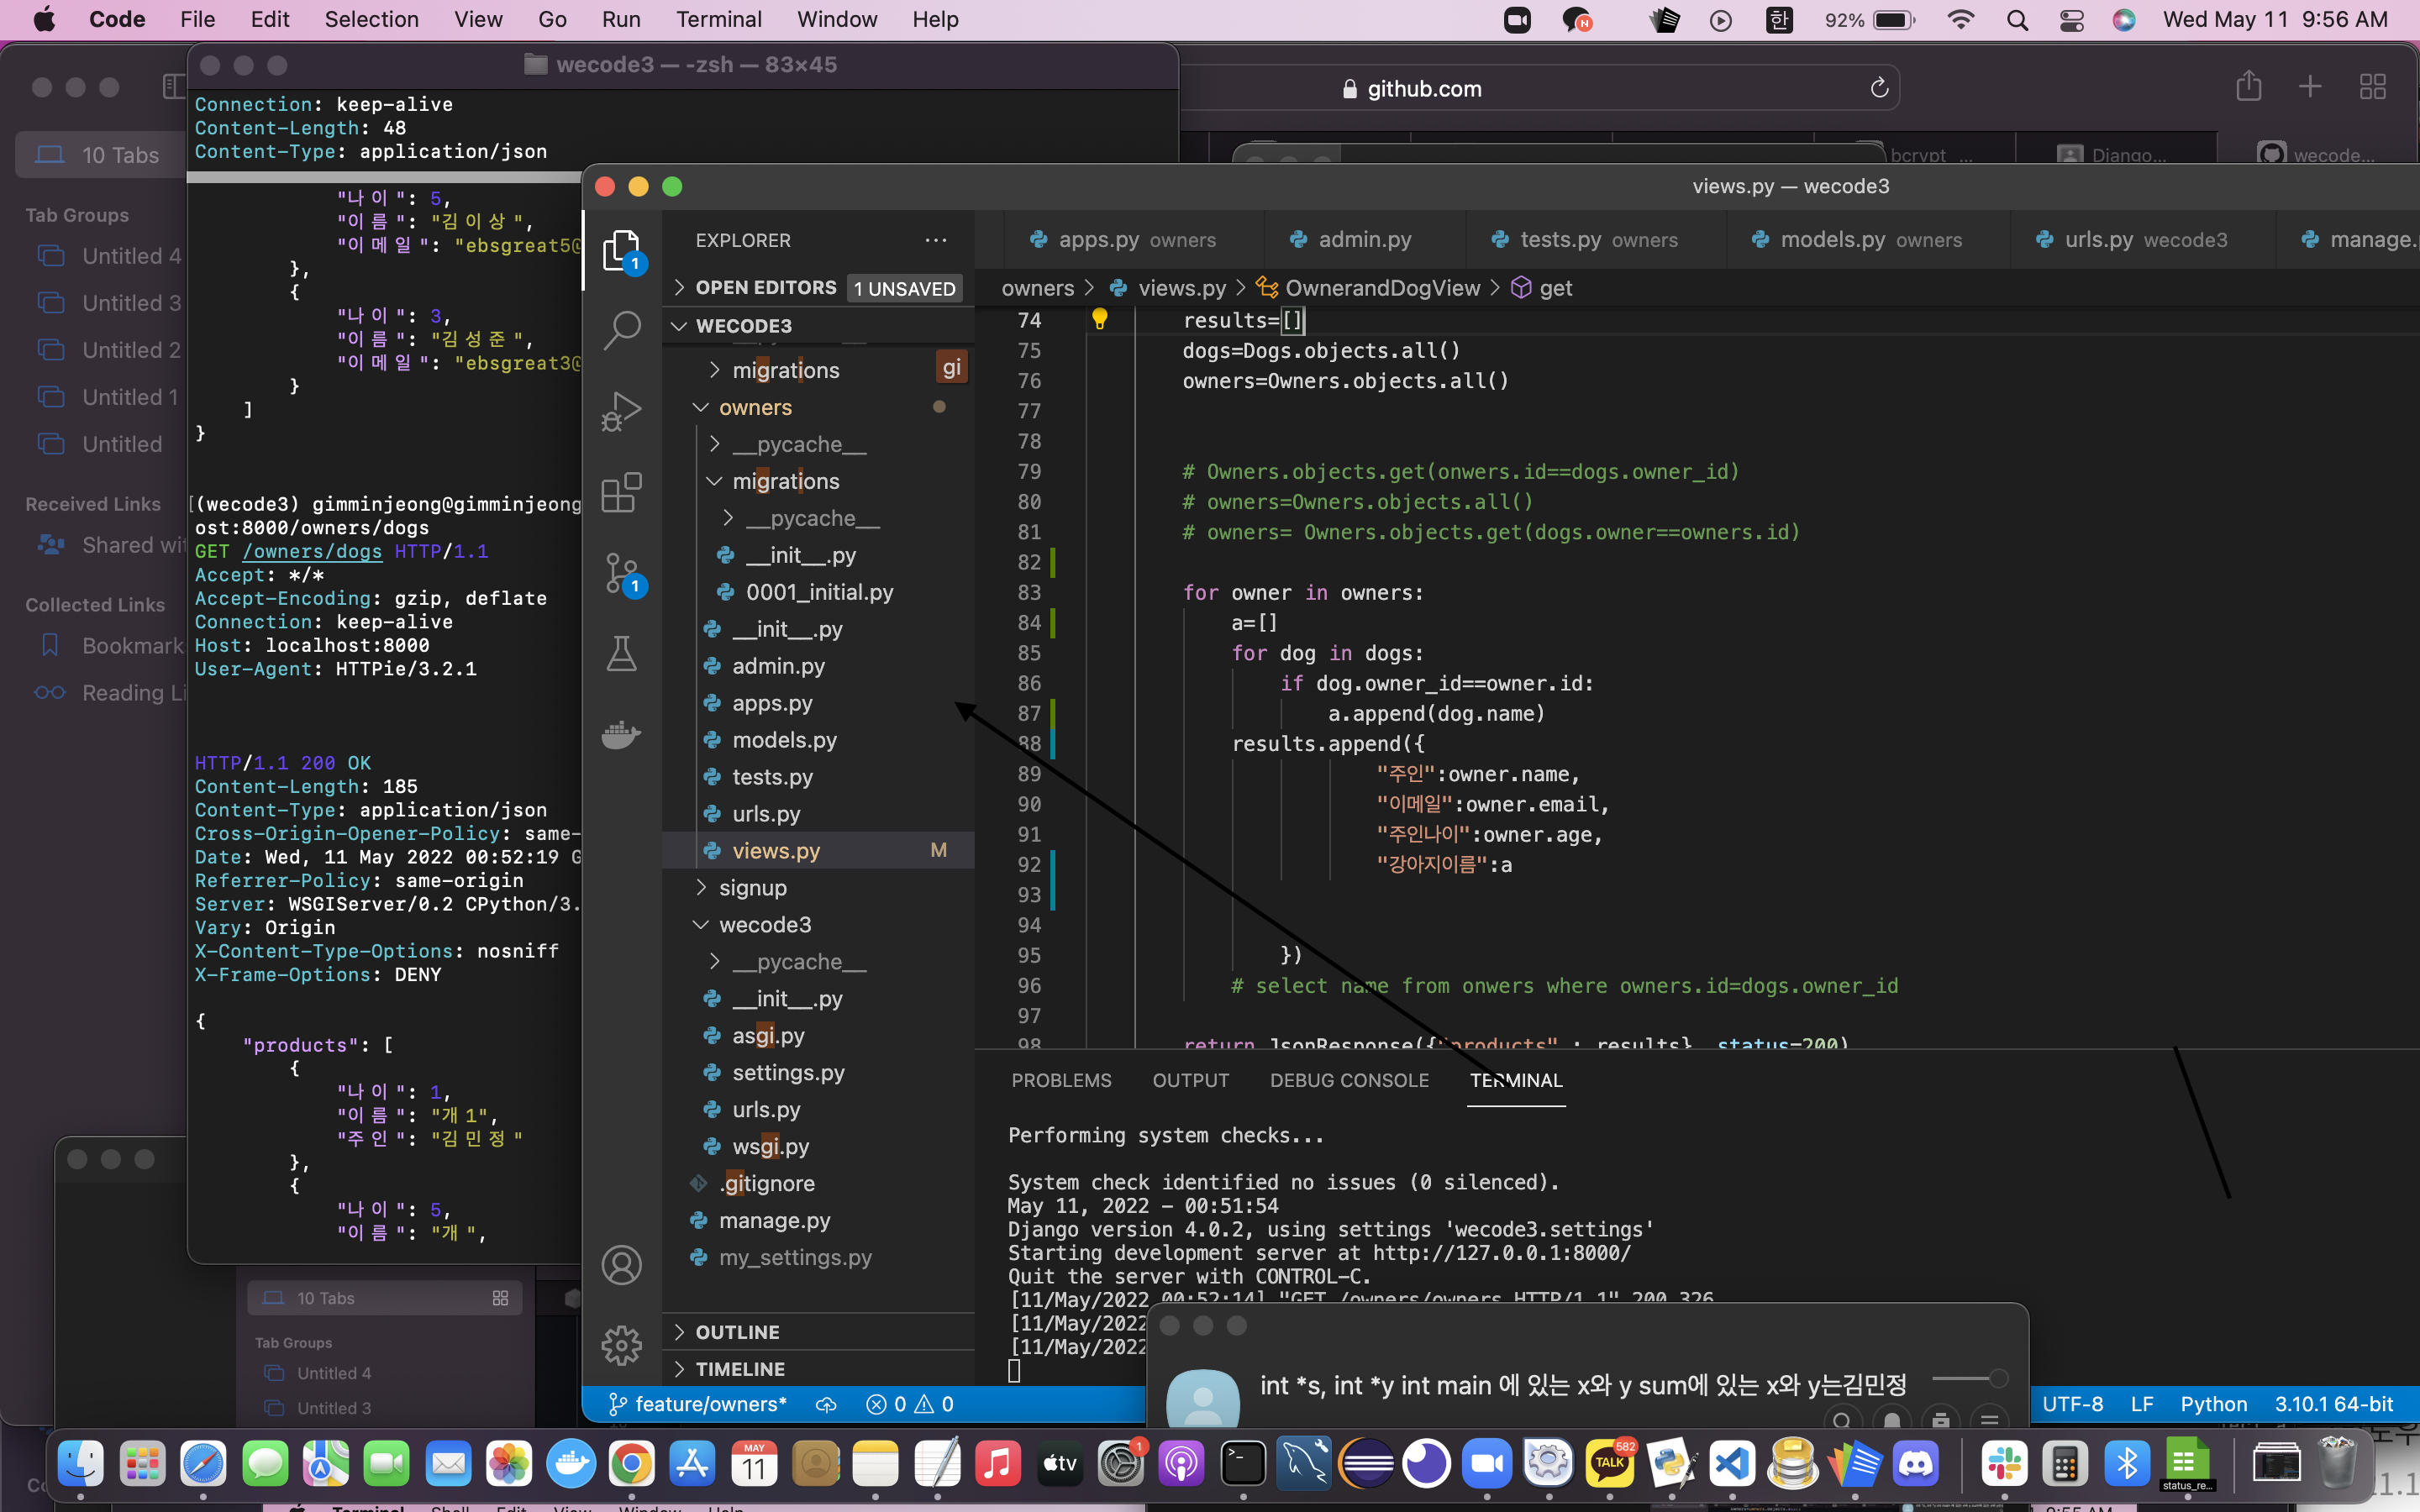 Code File Edit Selection View Go Run Terminal Window Help
92% Wed May 11 9:56 AM
wecode3 — -zsh — 83×45
github.com
10 Tabs
Tab Groups
Untitled 4
Untitled 3
Untitled 2
Untitled 1
Untitled
Received Links
Shared wit
Collected Links
Bookmark
Reading Li
bcrypt ...
Django...
wecode...
Connection: keep-alive
Content-Length: 48
Content-Type: application/json
"나이": 5,
"이름": "김이상",
"이메일": "ebsgreat5@
},
{
"나이": 3,
"이름": "김성준",
"이메일": "ebsgreat3@
}
]
}
[(wecode3) gimminjeong@gimminjeong
ost:8000/owners/dogs
GET /owners/dogs HTTP/1.1
Accept: */*
Accept-Encoding: gzip, deflate
Connection: keep-alive
Host: localhost:8000
User-Agent: HTTPie/3.2.1
HTTP/1.1 200 OK
Content-Length: 185
Content-Type: application/json
Cross-Origin-Opener-Policy: same-
Date: Wed, 11 May 2022 00:52:19 G
Referrer-Policy: same-origin
Server: WSGIServer/0.2 CPython/3.
Vary: Origin
X-Content-Type-Options: nosniff
X-Frame-Options: DENY
{
"products": [
{
"나이": 1,
"이름": "개1",
"주인": "김민정"
},
{
"나이": 5,
"이름": "개",
views.py — wecode3
EXPLORER
OPEN EDITORS 1 UNSAVED
WECODE3
migrations
gi
owners
__pycache__
migrations
__pycache__
__init__.py
0001_initial.py
__init__.py
admin.py
apps.py
models.py
tests.py
urls.py
views.py M
signup
wecode3
__pycache__
__init__.py
asgi.py
settings.py
urls.py
wsgi.py
.gitignore
manage.py
my_settings.py
OUTLINE
TIMELINE
apps.py owners
admin.py
tests.py owners
models.py owners
urls.py wecode3
manage.
owners > views.py > OwnerandDogView > get
74 results=[]
75 dogs=Dogs.objects.all()
76 owners=Owners.objects.all()
77
78
79 # Owners.objects.get(onwers.id==dogs.owner_id)
80 # owners=Owners.objects.all()
81 # owners= Owners.objects.get(dogs.owner==owners.id)
82
83 for owner in owners:
84 a=[]
85 for dog in dogs:
86 if dog.owner_id==owner.id:
87 a.append(dog.name)
88 results.append({
89 "주인":owner.name,
90 "이메일":owner.email,
91 "주인나이":owner.age,
92 "강아지이름":a
93
94
95 })
96 # select name from onwers where owners.id=dogs.owner_id
97
98 return JsonResponse({"products" : results}, status=200)
PROBLEMS OUTPUT DEBUG CONSOLE TERMINAL
Performing system checks...
System check identified no issues (0 silenced).
May 11, 2022 - 00:51:54
Django version 4.0.2, using settings 'wecode3.settings'
Starting development server at http://127.0.0.1:8000/
Quit the server with CONTROL-C.
[11/May/2022 00:52:14] "GET /owners/owners HTTP/1.1" 200 326
[11/May/2022
[11/May/2022
int *s, int *y int main 에 있는 x와 y sum에 있는 x와 y는김민정
feature/owners* 0 0
UTF-8 LF Python 3.10.1 64-bit
10 Tabs
Tab Groups
Untitled 4
Untitled 3
MAY
11
tv
1
582
TALK
status_re...
Terminal Shell Edit View Window Help